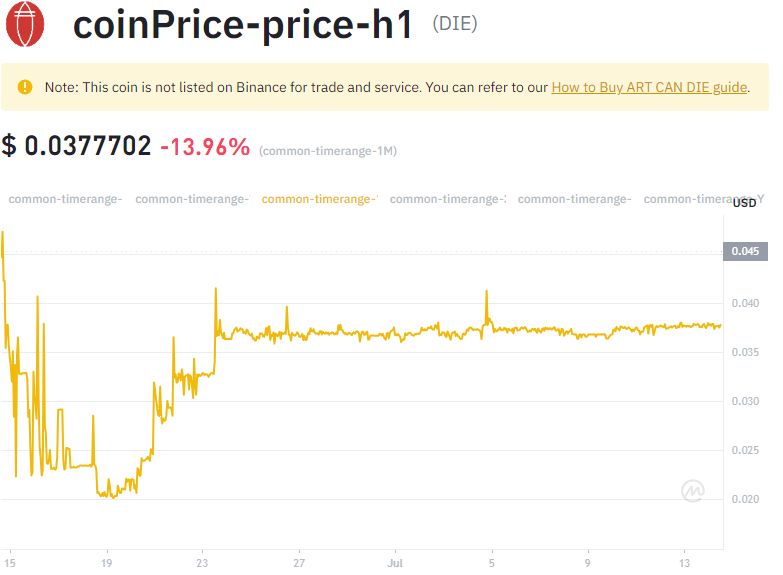 coinPrice-price-h1 (DIE)
Note: This coin is not listed on Binance for trade and service. You can refer to our How to Buy ART CAN DIE guide.
$ 0.0377702 -13.96% (common-timerange-1M)
common-timerange- common-timerange- common-timerange- common-timerange- common-timerange- common-timerange-Y
USD
0.045
0.040
0.035
0.030
0.025
0.020
15 19 23 27 Jul 5 9 13